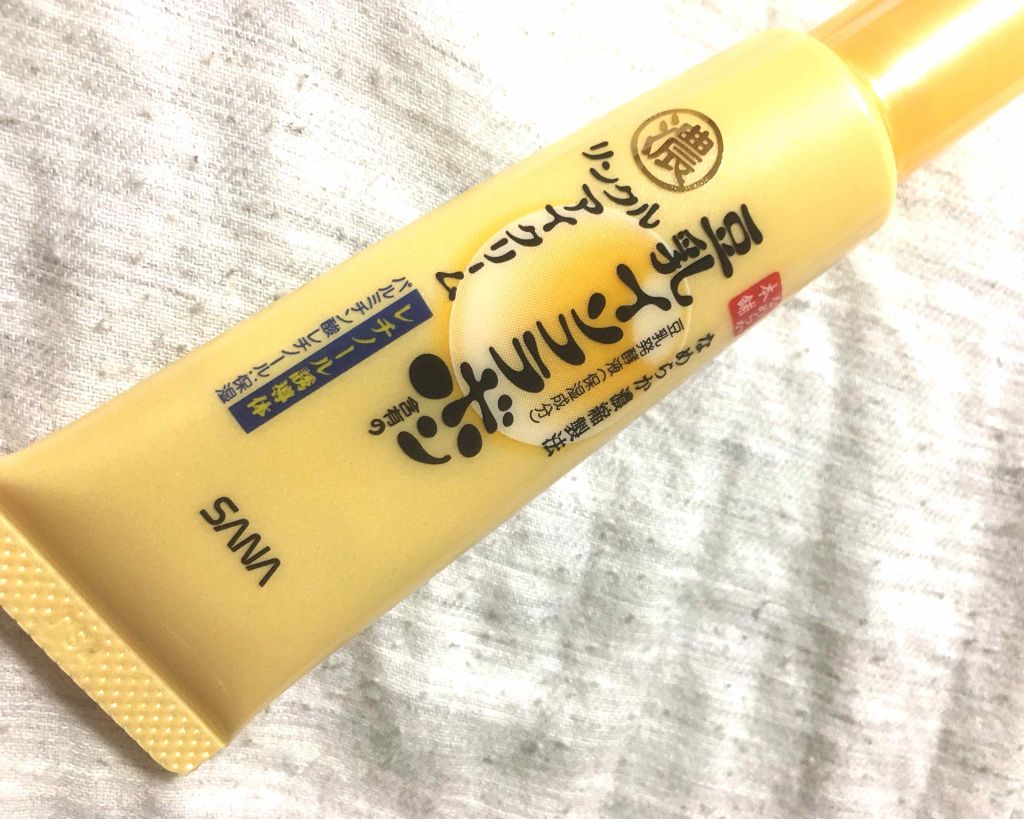 濃
リンクルアイクリーム
豆乳イソフラボン
含有の
豆乳発酵液(保湿成分)
なめらか濃縮製法
なめらか
本舗
レチノール誘導体
パルミチン酸レチノール:保湿
SANA